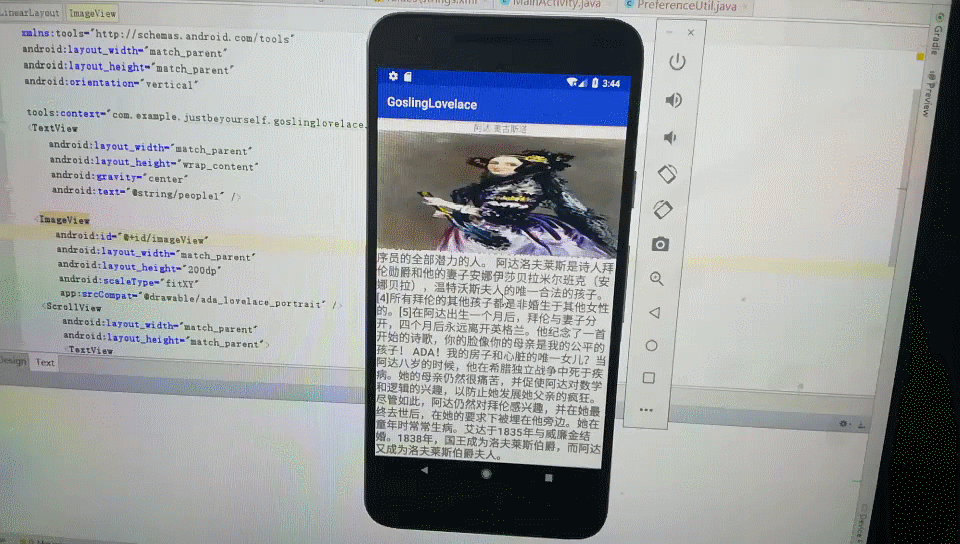 MainActivity.java
PreferenceUtil.java
LinearLayout
ImageView
xmlns:tools="http://schemas.android.com/tools"
android:layout_width="match_parent"
android:layout_height="match_parent"
android:orientation="vertical"
tools:context="com.example.justbeyourself.goslinglovelace.
<TextView
android:layout_width="match_parent"
android:layout_height="wrap_content"
android:gravity="center"
android:text="@string/people1" />
<ImageView
android:id="@+id/imageView"
android:layout_width="match_parent"
android:layout_height="200dp"
android:scaleType="fitXY"
app:srcCompat="@drawable/ada_lovelace_portrait" />
<ScrollView
android:layout_width="match_parent"
android:layout_height="match_parent">
<TextView
Design
Text
3:44
GoslingLovelace
阿达·奥古斯塔
序员的全部潜力的人。 阿达洛夫莱斯是诗人拜
伦勋爵和他的妻子安娜伊莎贝拉米尔班克（安
娜贝拉），温特沃斯夫人的唯一合法的孩子。
[4]所有拜伦的其他孩子都是非婚生于其他女性
的。[5]在阿达出生一个月后，拜伦与妻子分
开，四个月后永远离开英格兰。他纪念了一首
开始的诗歌，你的脸像你的母亲是我的公平的
孩子！ ADA！我的房子和心脏的唯一女儿？当
阿达八岁的时候，他在希腊独立战争中死于疾
病。她的母亲仍然很痛苦，并促使阿达对数学
和逻辑的兴趣，以防止她发展她父亲的疯狂。
尽管如此，阿达仍然对拜伦感兴趣，并在她最
终去世后，在她的要求下被埋在他旁边。她在
童年时常常生病。艾达于1835年与威廉金结
婚。1838年，国王成为洛夫莱斯伯爵，而阿达
又成为洛夫莱斯伯爵夫人。
Gradle
Preview